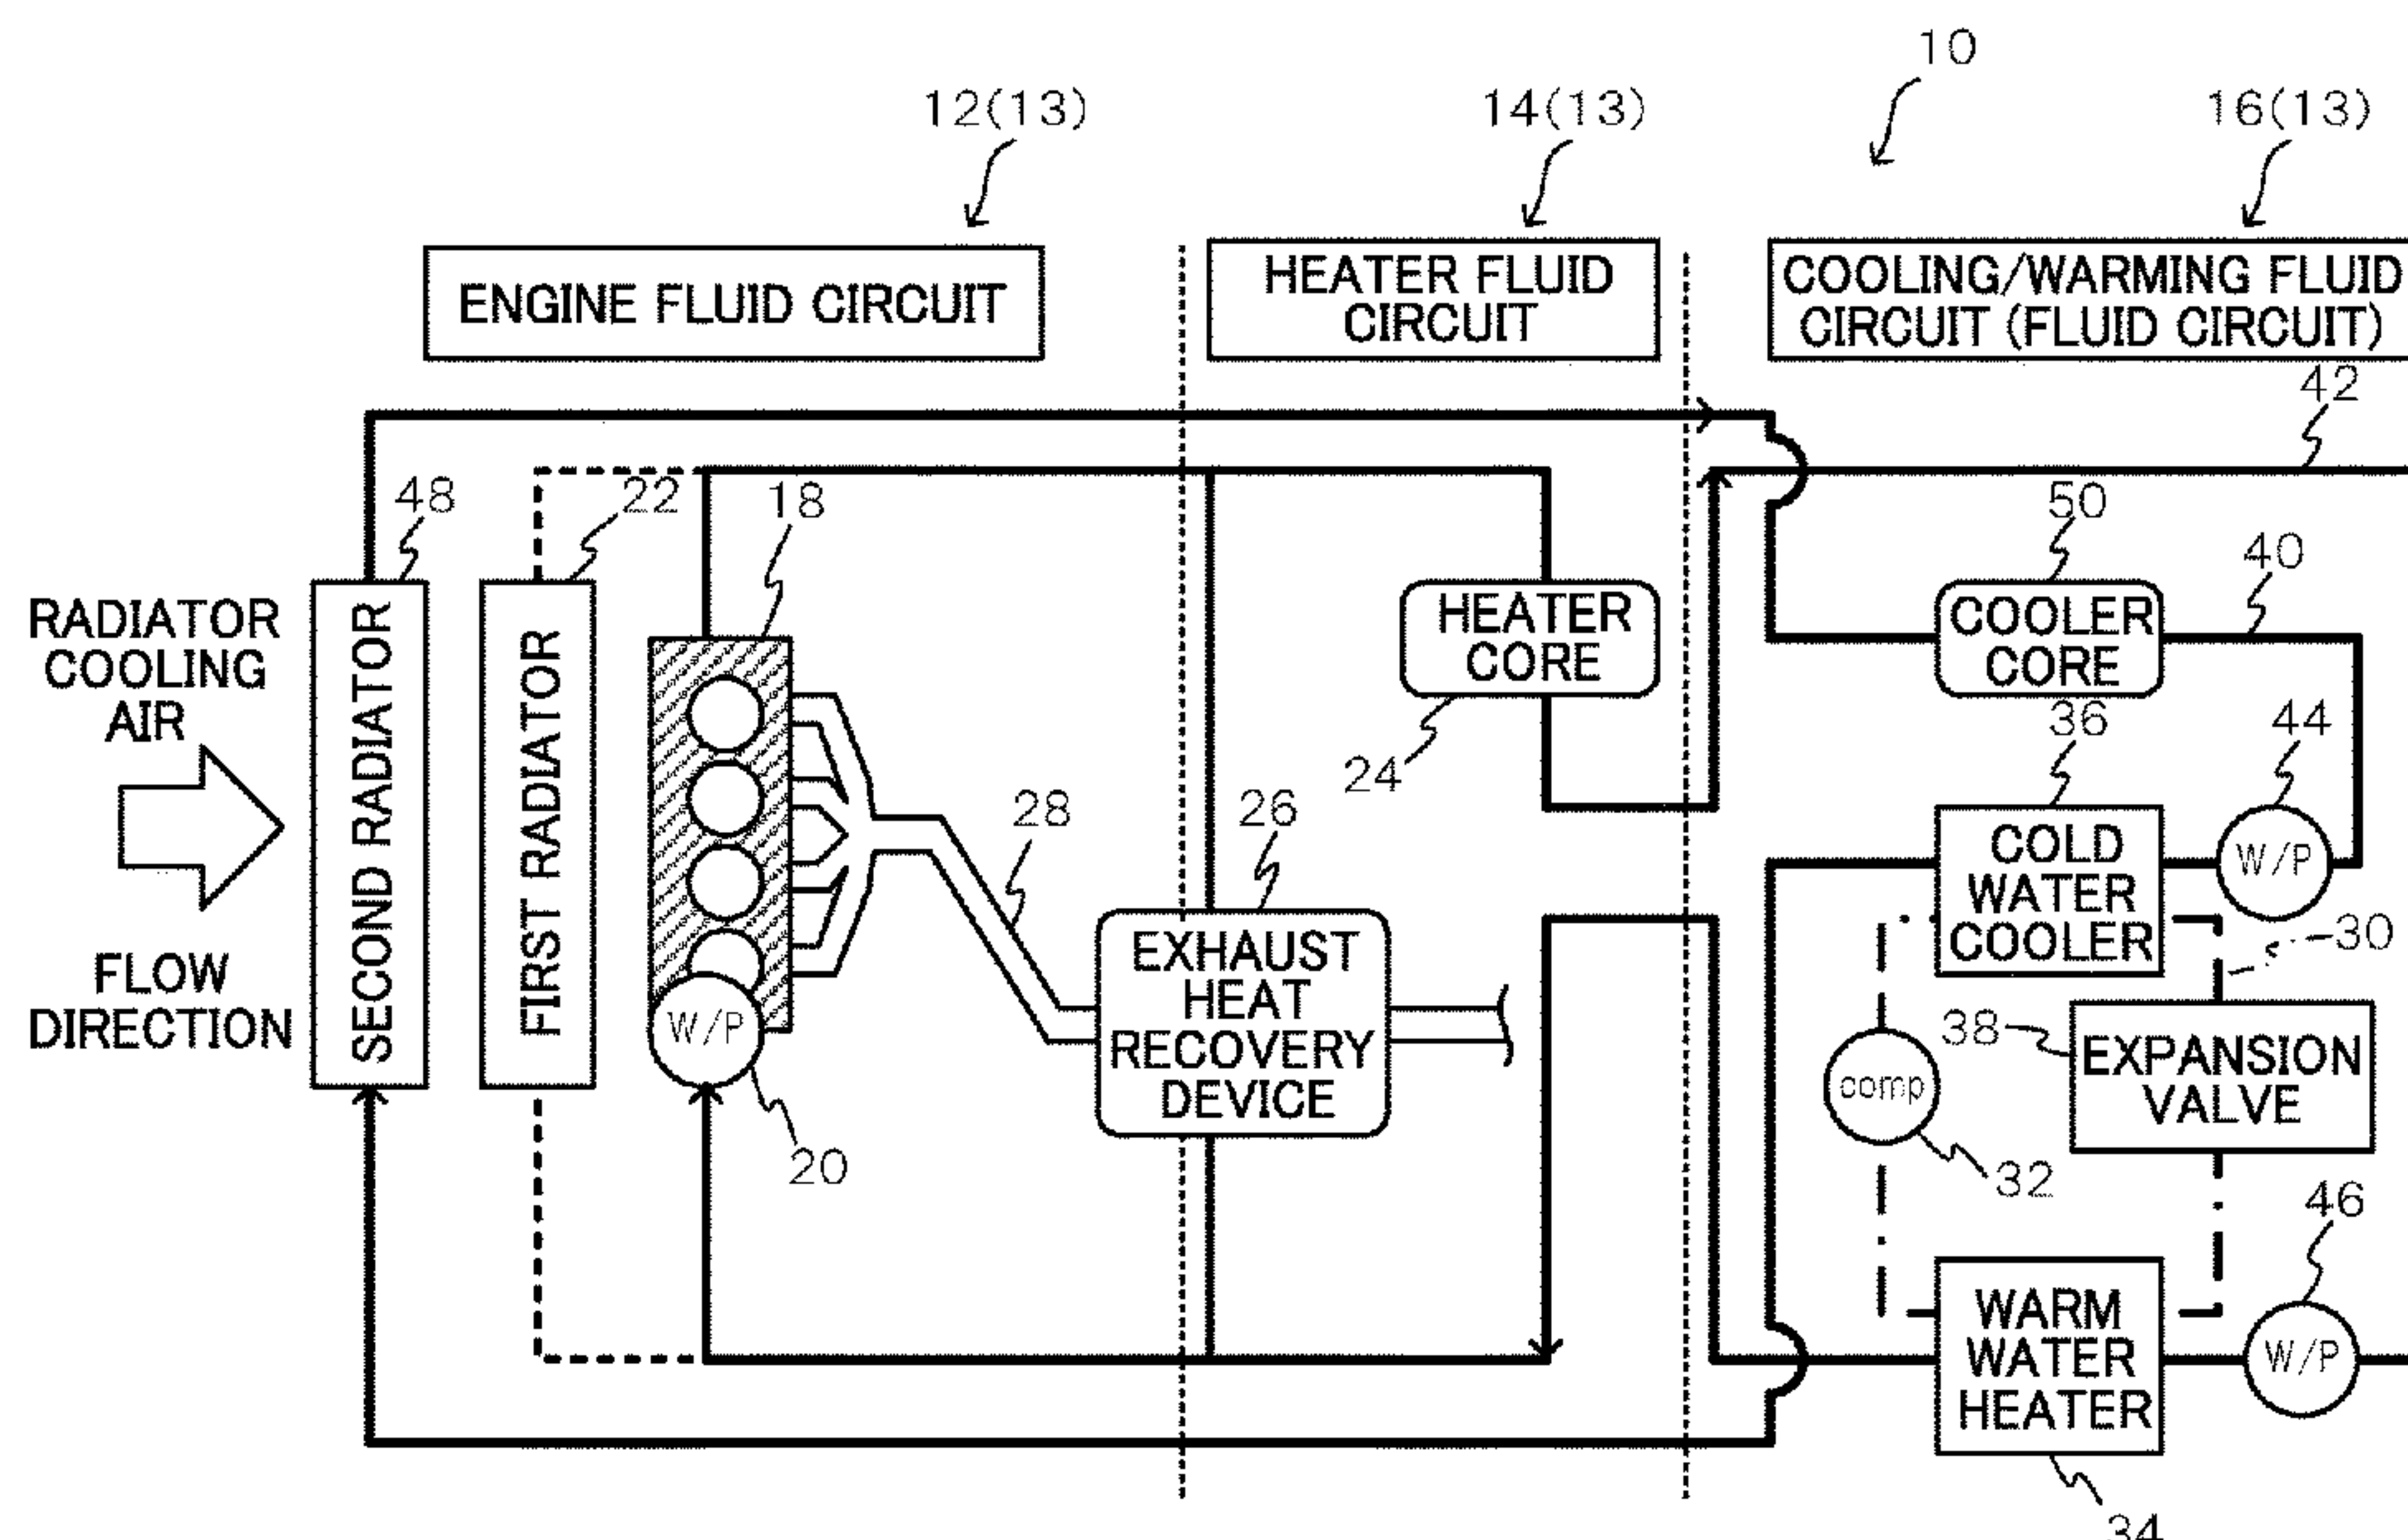 10
12(13)
14(13)
16(13)
ENGINE FLUID CIRCUIT
HEATER FLUID
CIRCUIT
COOLING/WARMING FLUID
CIRCUIT (FLUID CIRCUIT)
42
48
22
18
50
40
RADIATOR
COOLING
AIR
FLOW
DIRECTION
SECOND RADIATOR
FIRST RADIATOR
HEATER
CORE
COOLER
CORE
24
36
44
28
26
COLD
WATER
COOLER
W/P
30
EXHAUST
HEAT
RECOVERY
DEVICE
W/P
20
38
EXPANSION
VALVE
comp
32
46
WARM
WATER
HEATER
W/P
34